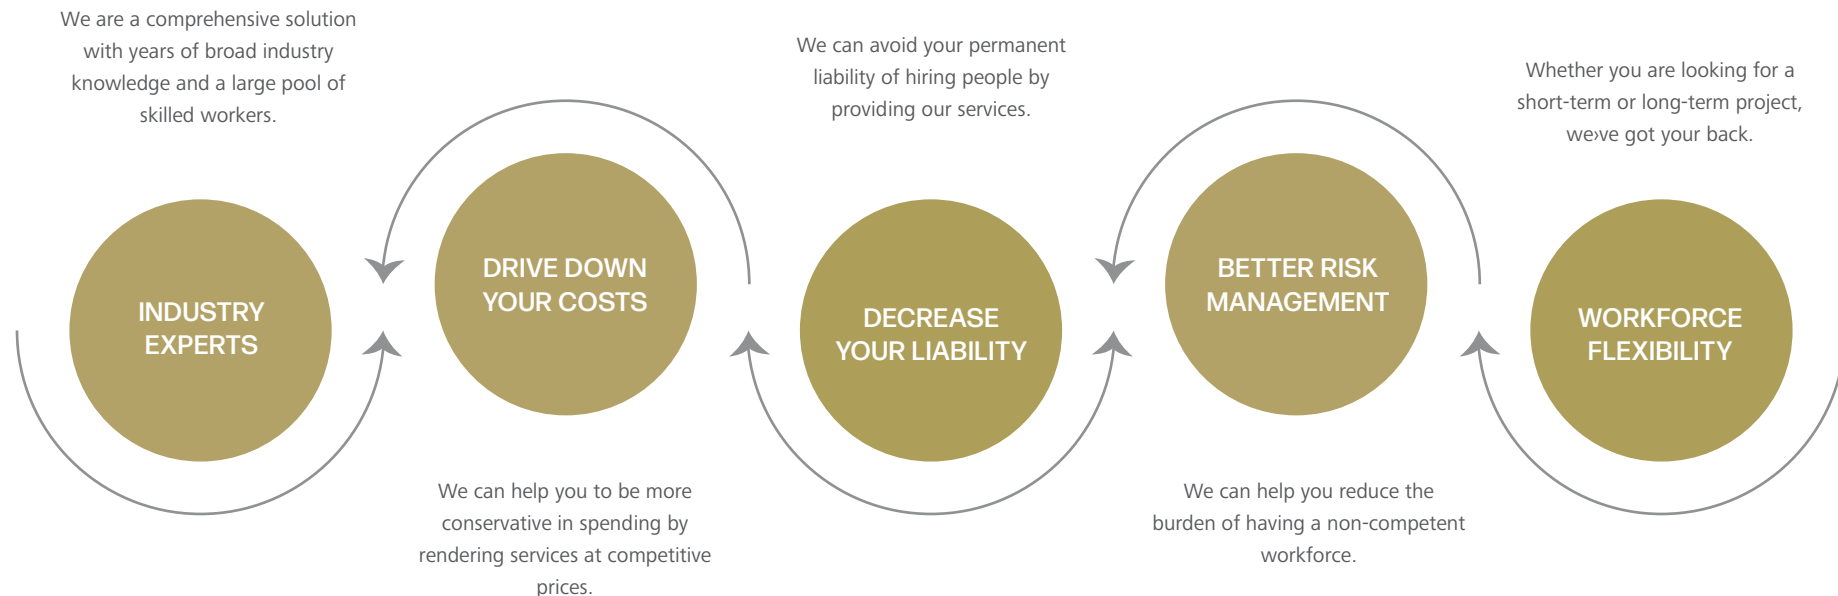 We are a comprehensive solution
with years of broad industry
knowledge and a large pool of
skilled workers.
INDUSTRY
EXPERTS
DRIVE DOWN
YOUR COSTS
We can help you to be more
conservative in spending by
rendering services at competitive
prices.
We can avoid your permanent
liability of hiring people by
providing our services.
DECREASE
YOUR LIABILITY
BETTER RISK
MANAGEMENT
We can help you reduce the
burden of having a non-competent
workforce.
Whether you are looking for a
short-term or long-term project,
we›ve got your back.
WORKFORCE
FLEXIBILITY